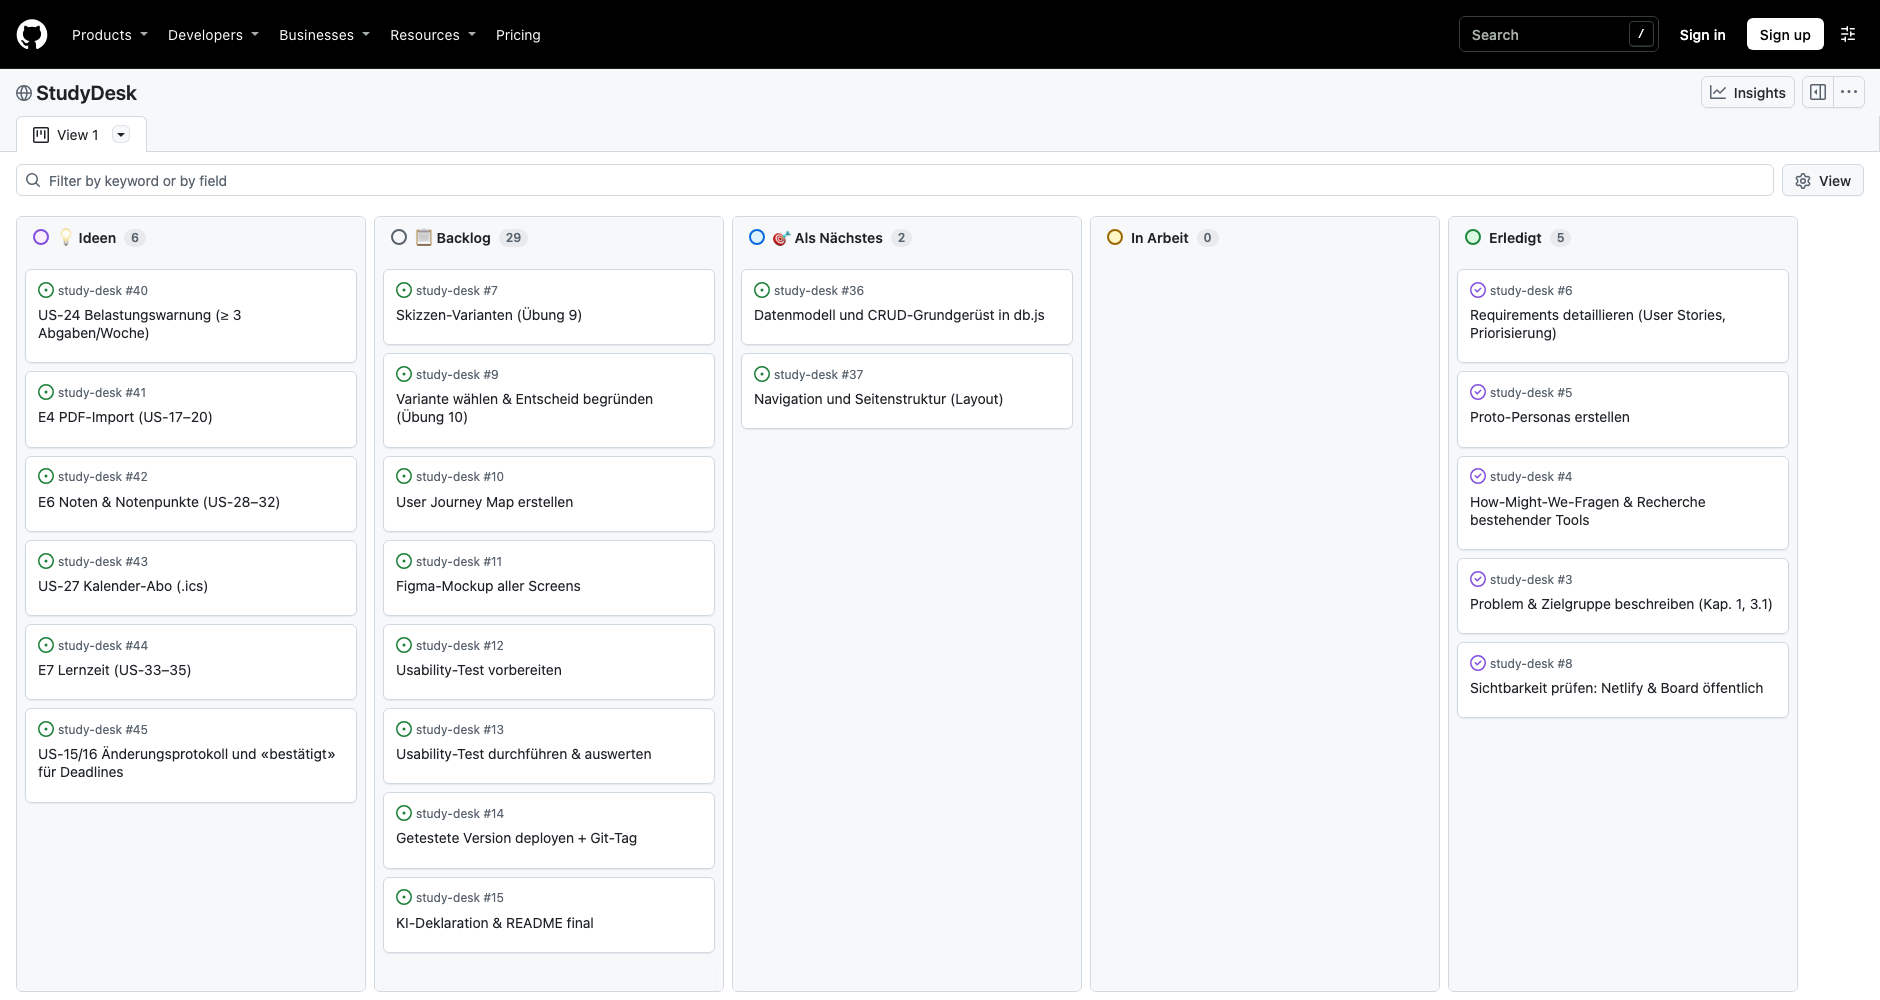 Products
Developers
Businesses
Resources
Pricing
Search
/
Sign in
Sign up
StudyDesk
Insights
View 1
Filter by keyword or by field
View
Ideen 6
study-desk #40
US-24 Belastungswarnung (≥ 3
Abgaben/Woche)
study-desk #41
E4 PDF-Import (US-17–20)
study-desk #42
E6 Noten & Notenpunkte (US-28–32)
study-desk #43
US-27 Kalender-Abo (.ics)
study-desk #44
E7 Lernzeit (US-33–35)
study-desk #45
US-15/16 Änderungsprotokoll und «bestätigt»
für Deadlines
Backlog 29
study-desk #7
Skizzen-Varianten (Übung 9)
study-desk #9
Variante wählen & Entscheid begründen
(Übung 10)
study-desk #10
User Journey Map erstellen
study-desk #11
Figma-Mockup aller Screens
study-desk #12
Usability-Test vorbereiten
study-desk #13
Usability-Test durchführen & auswerten
study-desk #14
Getestete Version deployen + Git-Tag
study-desk #15
KI-Deklaration & README final
Als Nächstes 2
study-desk #36
Datenmodell und CRUD-Grundgerüst in db.js
study-desk #37
Navigation und Seitenstruktur (Layout)
In Arbeit 0
Erledigt 5
study-desk #6
Requirements detaillieren (User Stories,
Priorisierung)
study-desk #5
Proto-Personas erstellen
study-desk #4
How-Might-We-Fragen & Recherche
bestehender Tools
study-desk #3
Problem & Zielgruppe beschreiben (Kap. 1, 3.1)
study-desk #8
Sichtbarkeit prüfen: Netlify & Board öffentlich